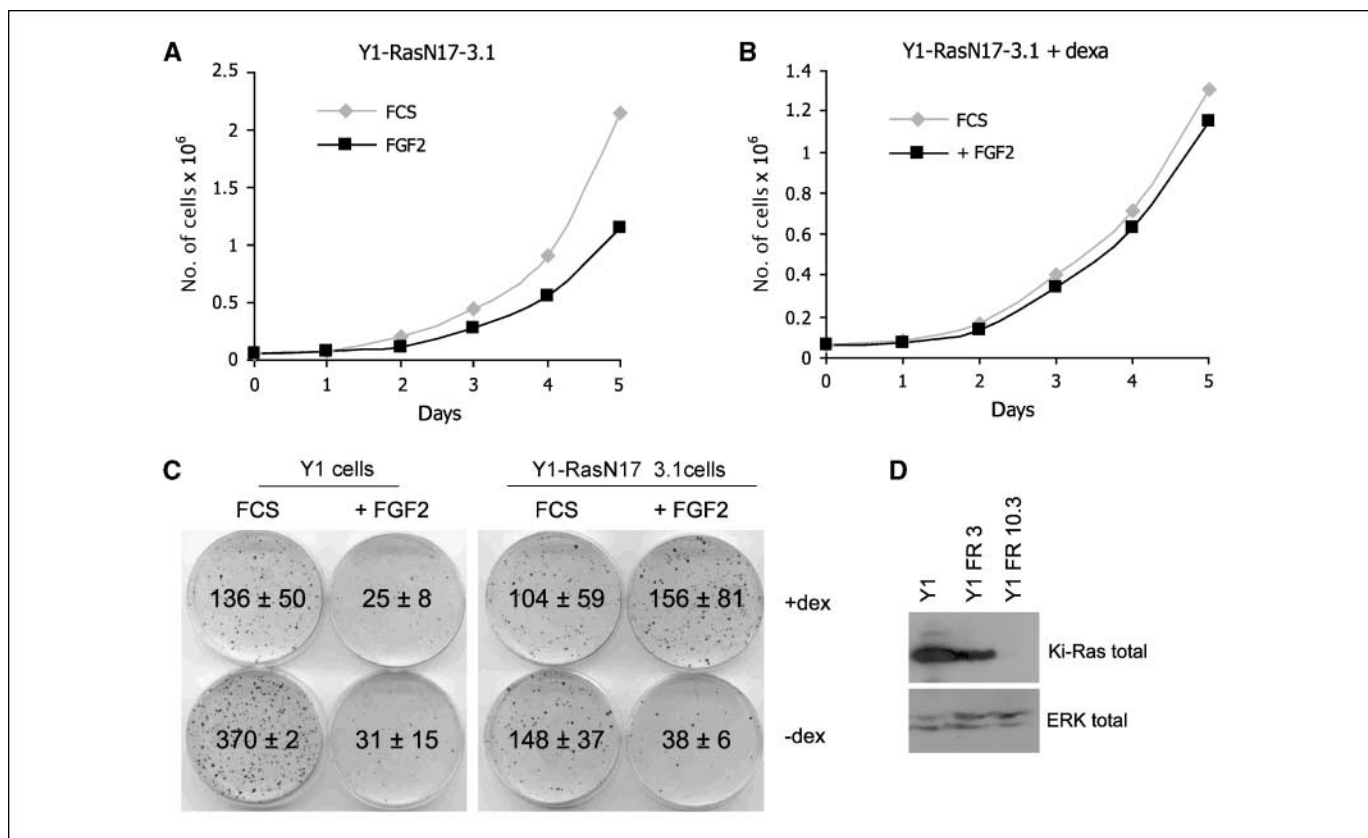 A
Y1-RasN17-3.1
2.5
2
1.5
1
0.5
0
No. of cells x 10^6
FCS
FGF2
0 1 2 3 4 5
Days
B
Y1-RasN17-3.1 + dexa
1.4
1.2
1
0.8
0.6
0.4
0.2
0
No. of cells x 10^6
FCS
+ FGF2
0 1 2 3 4 5
Days
C
Y1 cells
Y1-RasN17 3.1cells
FCS + FGF2 FCS + FGF2
136 ± 50 25 ± 8 104 ± 59 156 ± 81 +dex
370 ± 2 31 ± 15 148 ± 37 38 ± 6 -dex
D
Y1
Y1 FR 3
Y1 FR 10.3
Ki-Ras total
ERK total